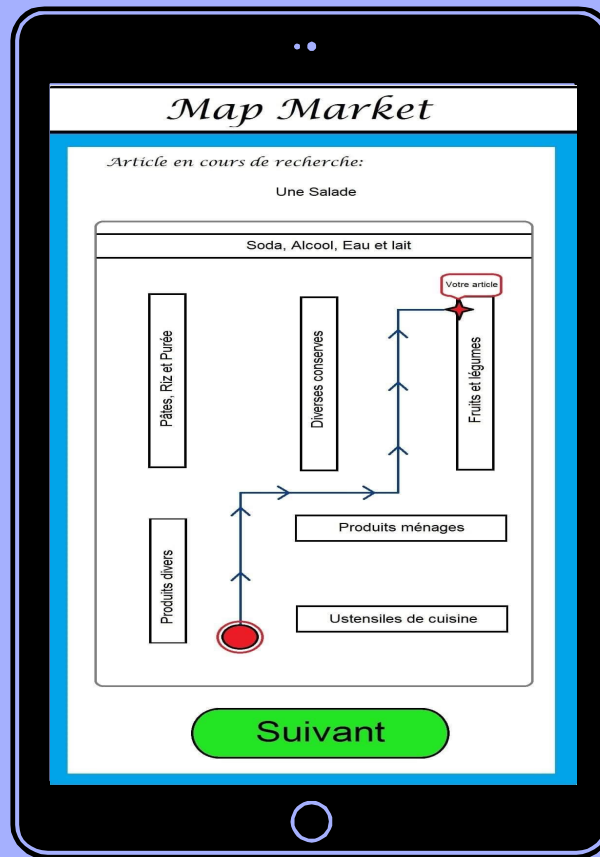 Map Market
Article en cours de recherche:
Une Salade
Soda, Alcool, Eau et lait
Votre article
Pâtes, Riz et Purée
Diverses conserves
Fruits et légumes
Produits divers
Produits ménages
Ustensiles de cuisine
Suivant